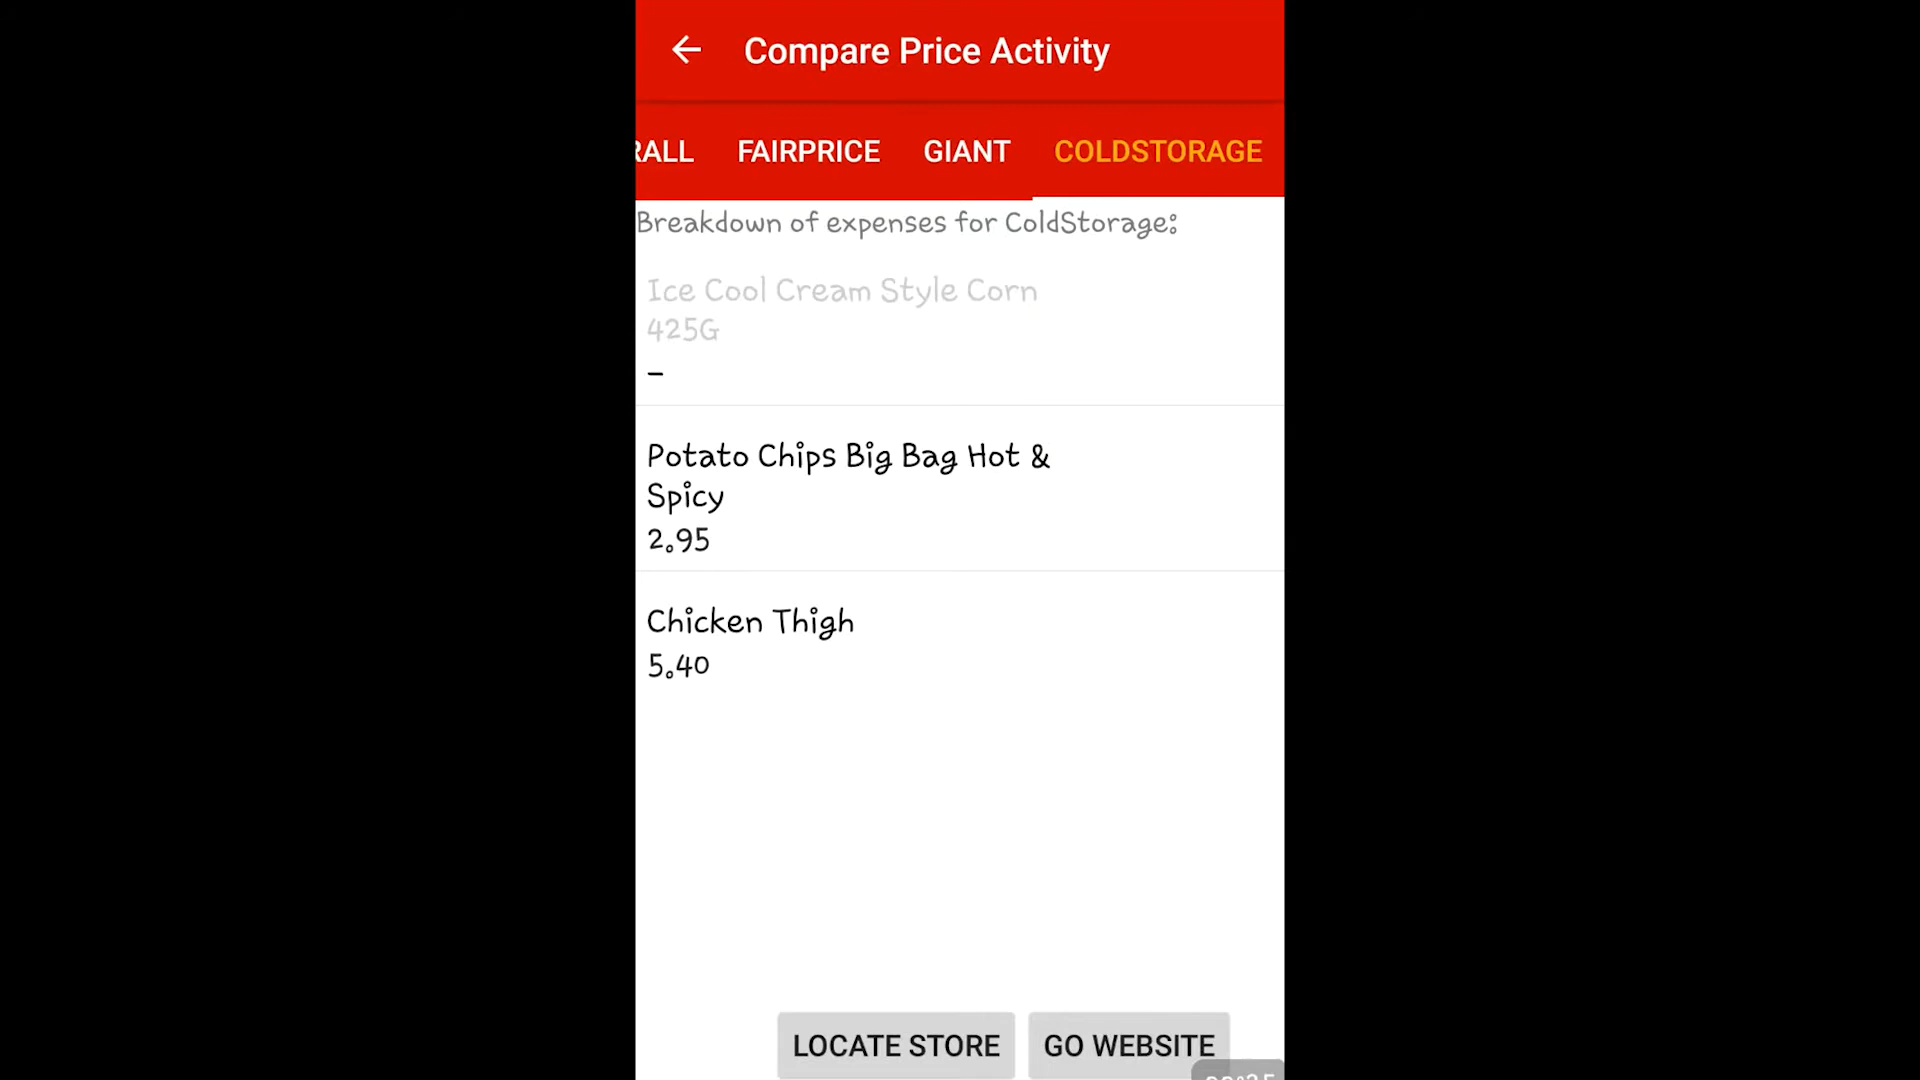 Compare Price Activity
RALL FAIRPRICE GIANT COLDSTORAGE
Breakdown of expenses for ColdStorage:
Ice Cool Cream Style Corn
425G
-
Potato Chips Big Bag Hot &
Spicy
2.95
Chicken Thigh
5.40
LOCATE STORE GO WEBSITE